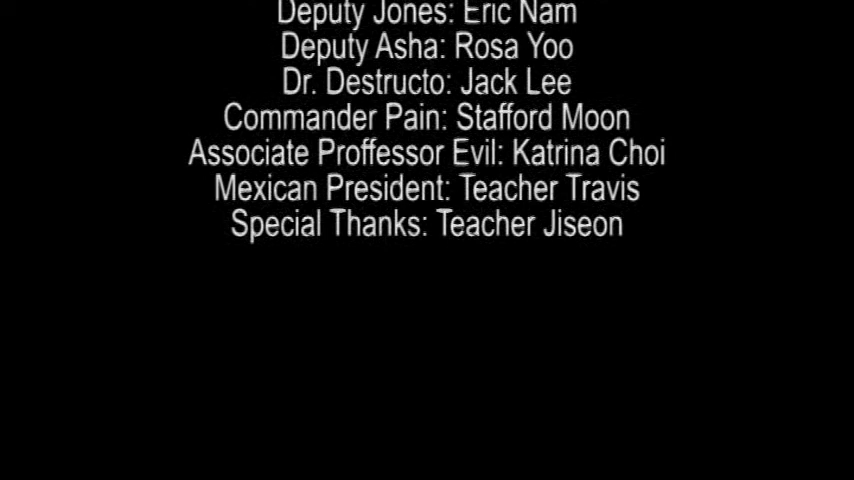 Deputy Jones: Eric Nam
Deputy Asha: Rosa Yoo
Dr. Destructo: Jack Lee
Commander Pain: Stafford Moon
Associate Proffessor Evil: Katrina Choi
Mexican President: Teacher Travis
Special Thanks: Teacher Jiseon